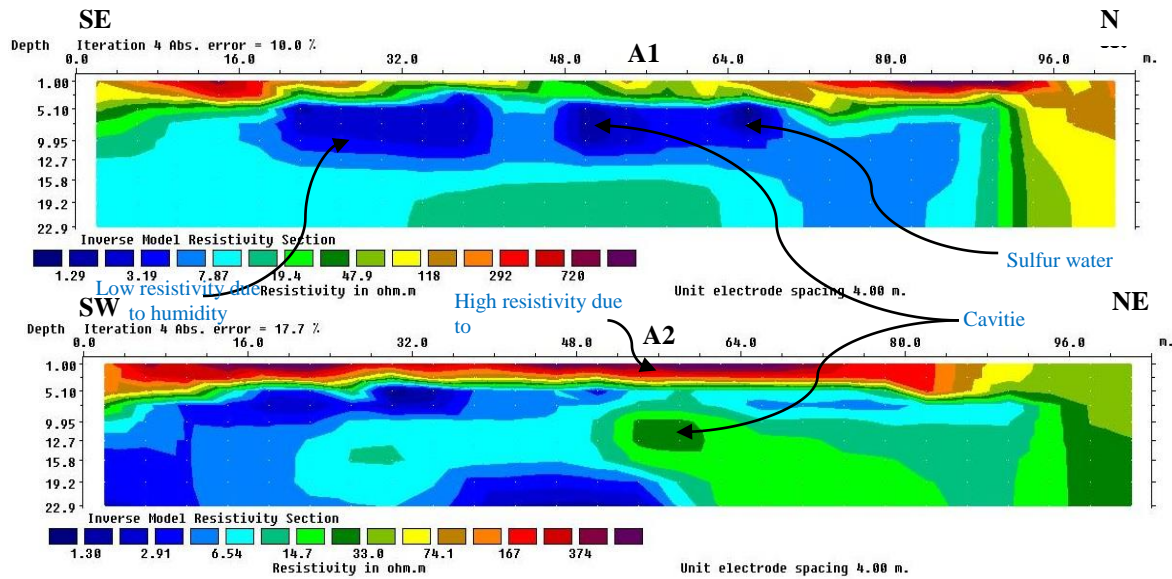 SE N
Depth Iteration 4 Abs. error = 10.0 %
A1
0.0 16.0 32.0 48.0 64.0 80.0 96.0 m.
1.00
5.10
9.95
12.7
15.8
19.2
22.9
Inverse Model Resistivity Section
1.29 3.19 7.87 19.4 47.9 118 292 720
Resistivity in ohm.m Unit electrode spacing 4.00 m.
Sulfur water
Low resistivity due
to humidity
High resistivity due
to
Cavitie
SW NE
Depth Iteration 4 Abs. error = 17.7 %
A2
0.0 16.0 32.0 48.0 64.0 80.0 96.0 m.
1.00
5.10
9.95
12.7
15.8
19.2
22.9
Inverse Model Resistivity Section
1.30 2.91 6.54 14.7 33.0 74.1 167 374
Resistivity in ohm.m Unit electrode spacing 4.00 m.